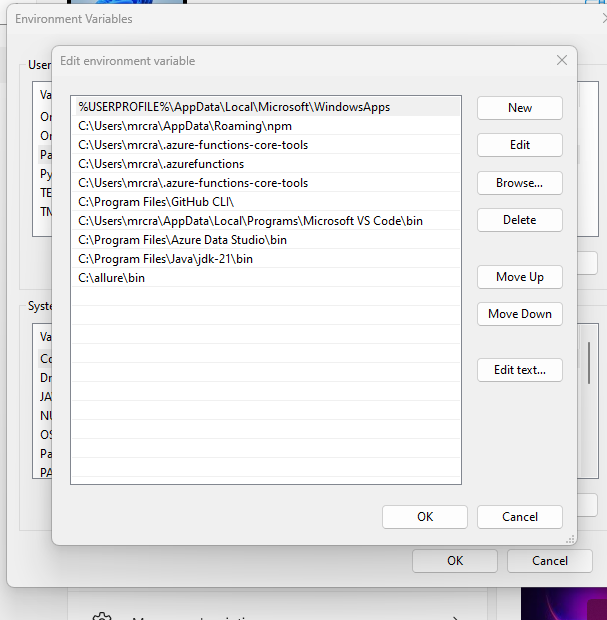 Environment Variables
Edit environment variable
User
Va
On
On
Pa
Py
TE
TM
%USERPROFILE%\AppData\Local\Microsoft\WindowsApps
C:\Users\mrcra\AppData\Roaming\npm
C:\Users\mrcra\.azure-functions-core-tools
C:\Users\mrcra\.azurefunctions
C:\Users\mrcra\.azure-functions-core-tools
C:\Program Files\GitHub CLI\
C:\Users\mrcra\AppData\Local\Programs\Microsoft VS Code\bin
C:\Program Files\Azure Data Studio\bin
C:\Program Files\Java\jdk-21\bin
C:\allure\bin
New
Edit
Browse...
Delete
Move Up
Move Down
Edit text...
Syste
Va
Co
Dr
JA
NU
OS
Pa
PA
OK
Cancel
OK
Cancel